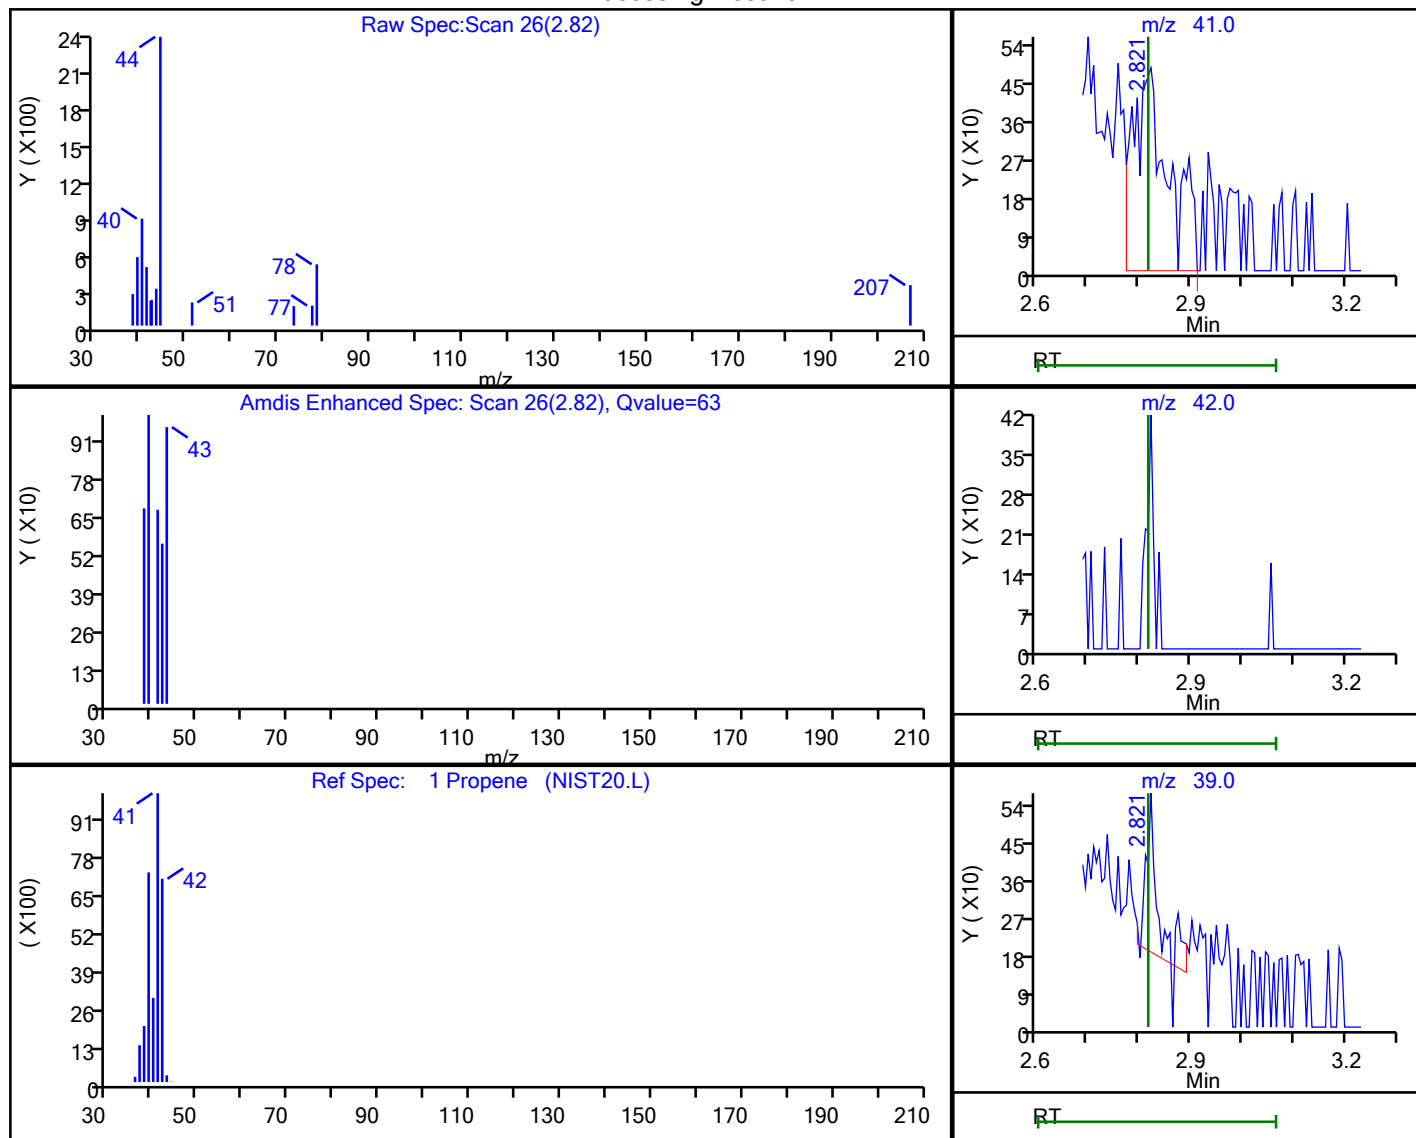 Raw Spec:Scan 26(2.82)
24
21
18
15
12
9
6
3
0
Y ( X100)
44
40
51
78
77
207
30 50 70 90 110 130 150 170 190 210
m/z
m/z 41.0
54
45
36
27
18
9
0
Y ( X10)
2.821
2.6 2.9 3.2
Min
RT
Amdis Enhanced Spec: Scan 26(2.82), Qvalue=63
91
78
65
52
39
26
13
0
Y ( X10)
43
30 50 70 90 110 130 150 170 190 210
m/z
m/z 42.0
42
35
28
21
14
7
0
Y ( X10)
2.6 2.9 3.2
Min
RT
Ref Spec: 1 Propene (NIST20.L)
91
78
65
52
39
26
13
0
( X100)
41
42
30 50 70 90 110 130 150 170 190 210
m/z 39.0
54
45
36
27
18
9
0
Y ( X10)
2.821
2.6 2.9 3.2
Min
RT